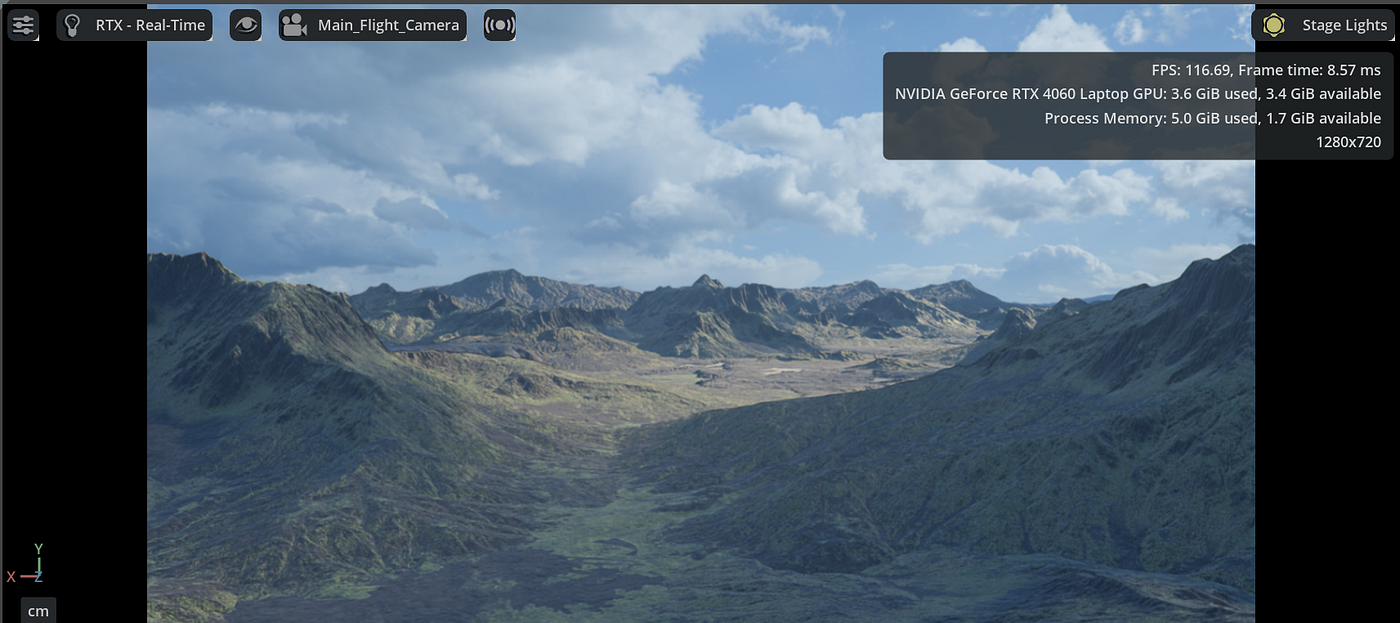 RTX - Real-Time
Main_Flight_Camera
Stage Lights
FPS: 116.69, Frame time: 8.57 ms
NVIDIA GeForce RTX 4060 Laptop GPU: 3.6 GiB used, 3.4 GiB available
Process Memory: 5.0 GiB used, 1.7 GiB available
1280x720
Y
X
Z
cm